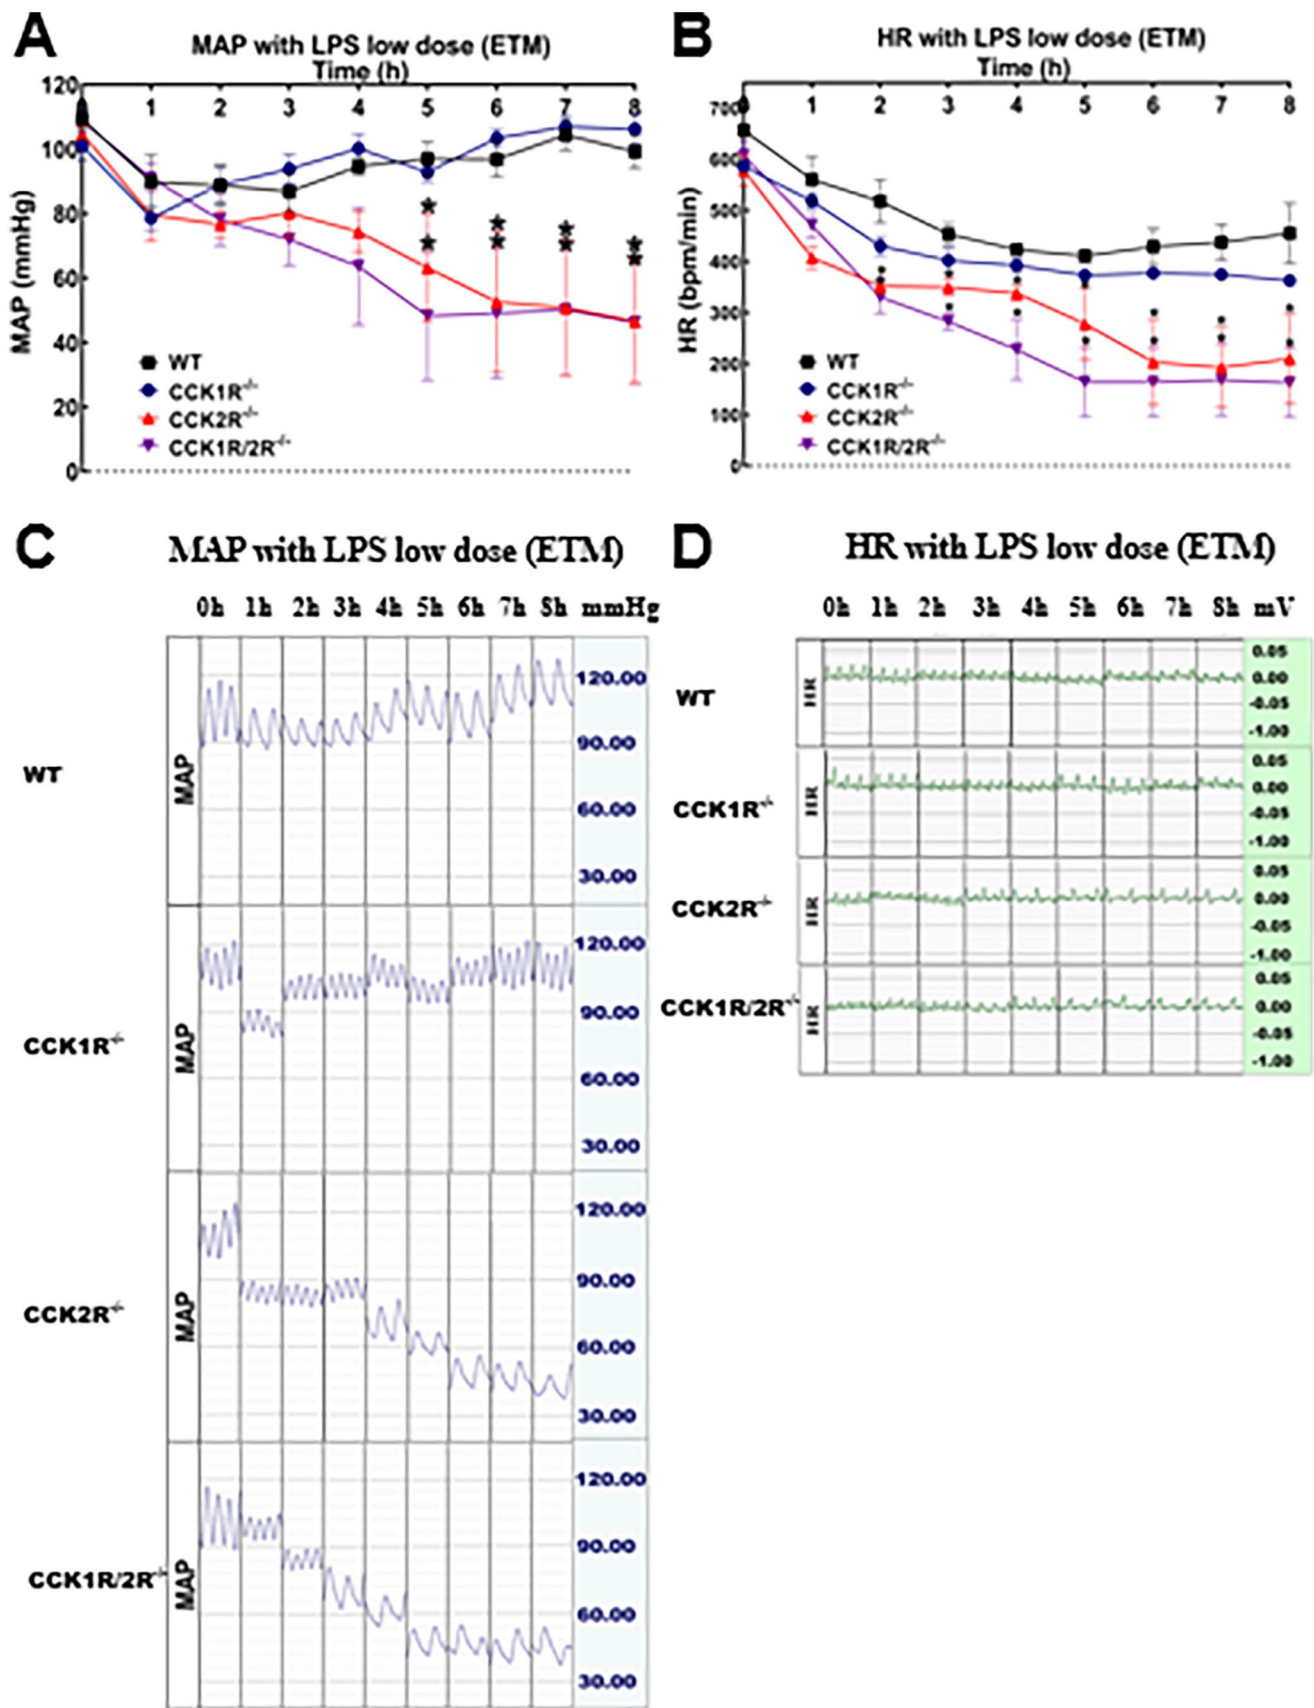 A
MAP with LPS low dose (ETM)
Time (h)
1 2 3 4 5 6 7 8
120
100
80
60
40
20
0
MAP (mmHg)
WT
CCK1R-/-
CCK2R-/-
CCK1R/2R-/-
B
HR with LPS low dose (ETM)
Time (h)
1 2 3 4 5 6 7 8
700
600
500
400
300
200
100
0
HR (bpm/min)
WT
CCK1R-/-
CCK2R-/-
CCK1R/2R-/-
C
MAP with LPS low dose (ETM)
0h 1h 2h 3h 4h 5h 6h 7h 8h mmHg
WT
MAP
120.00
90.00
60.00
30.00
CCK1R-/-
MAP
120.00
90.00
60.00
30.00
CCK2R-/-
MAP
120.00
90.00
60.00
30.00
CCK1R/2R-/-
MAP
120.00
90.00
60.00
30.00
D
HR with LPS low dose (ETM)
0h 1h 2h 3h 4h 5h 6h 7h 8h mV
WT
HR
0.05
0.00
-0.05
-1.00
CCK1R-/-
HR
0.05
0.00
-0.05
-1.00
CCK2R-/-
HR
0.05
0.00
-0.05
-1.00
CCK1R/2R-/-
HR
0.05
0.00
-0.05
-1.00